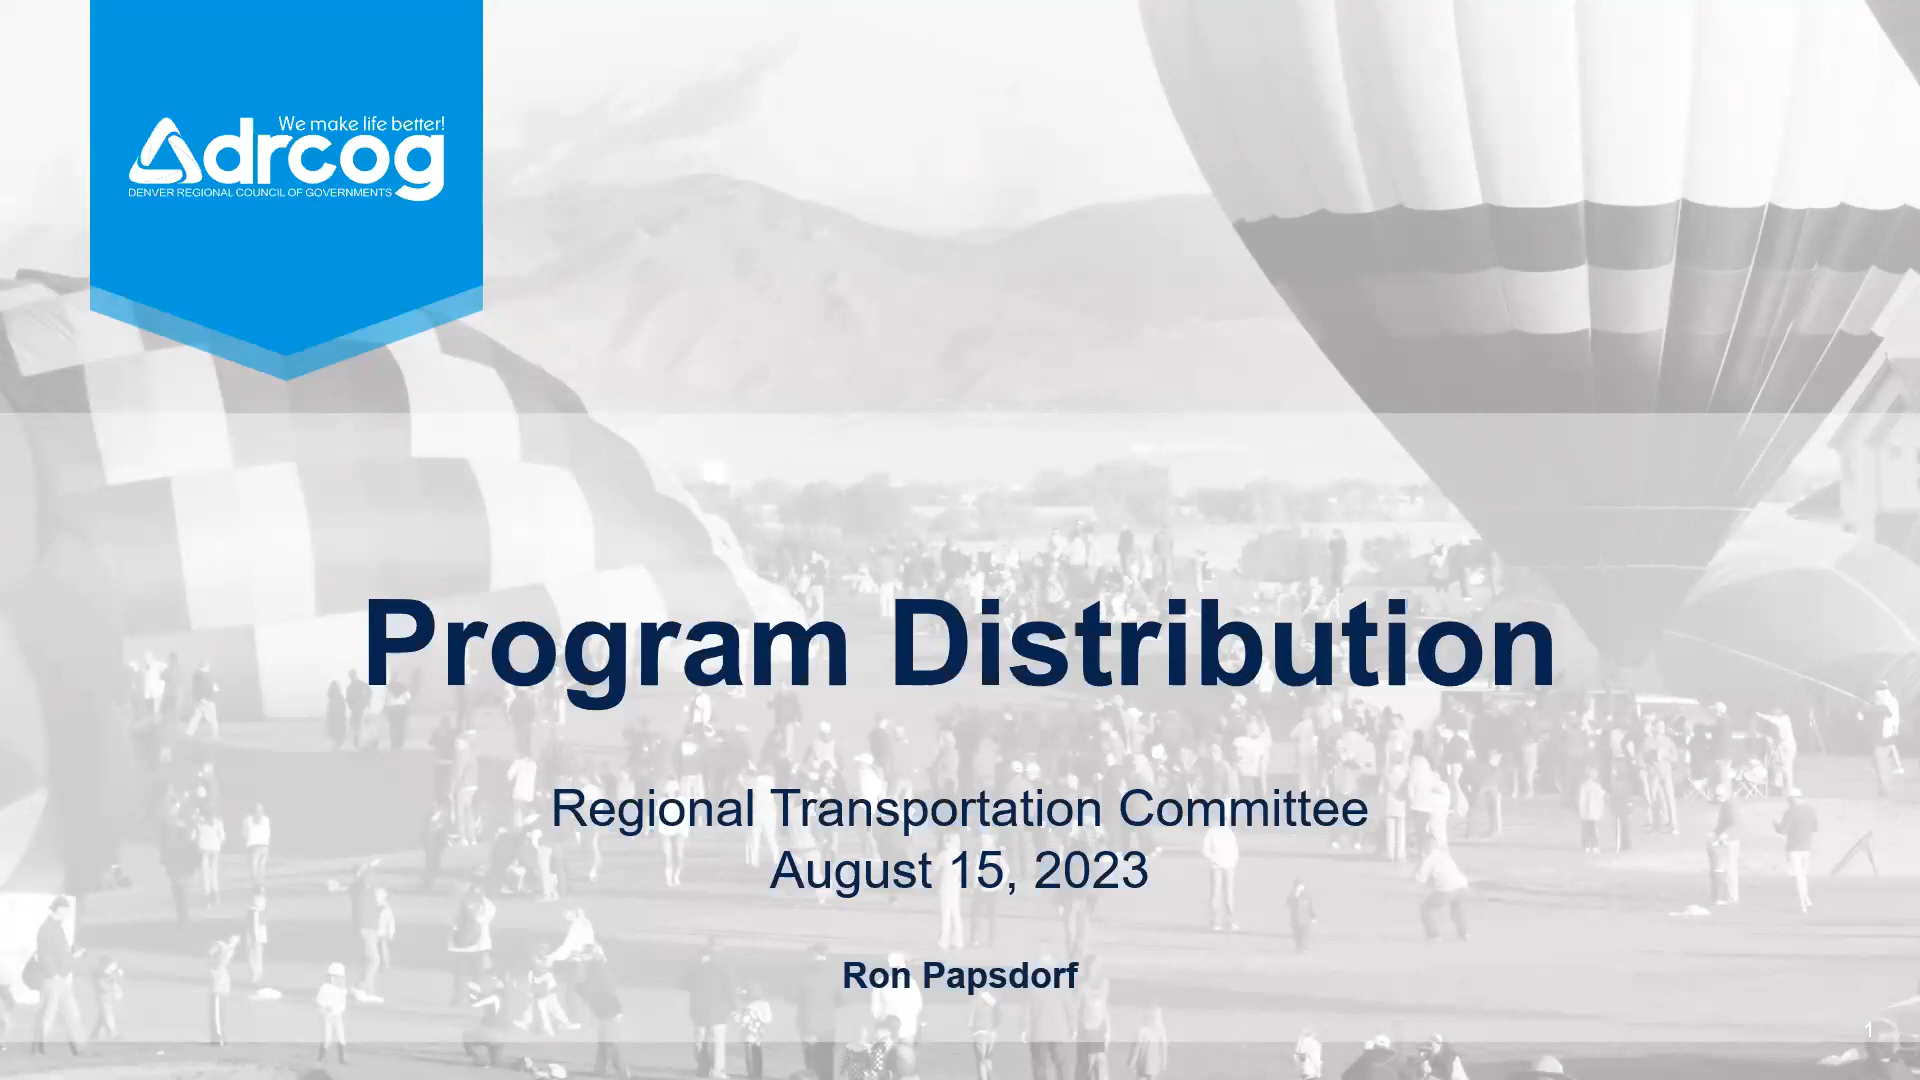 We make life better!
drcog
DENVER REGIONAL COUNCIL OF GOVERNMENTS
Program Distribution
Regional Transportation Committee
August 15, 2023
Ron Papsdorf
1